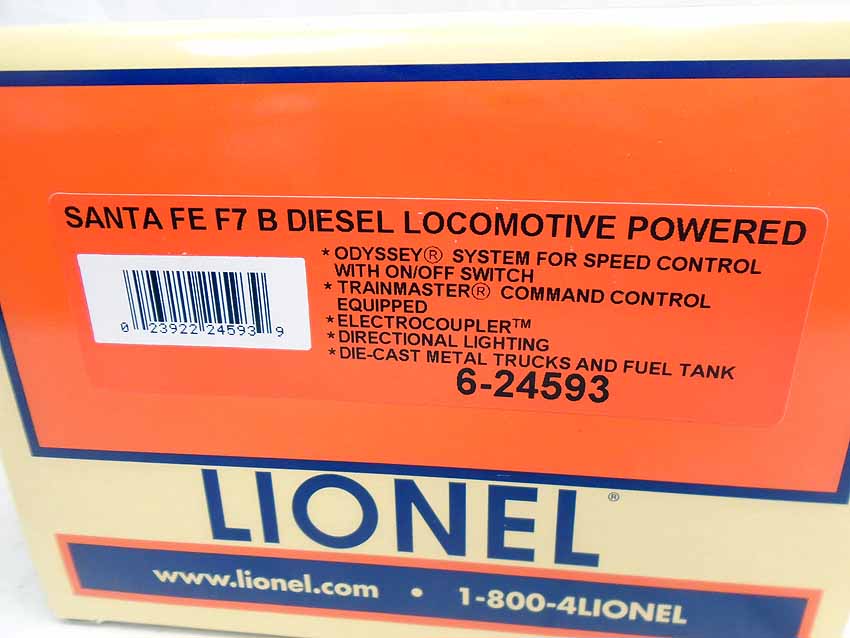 SANTA FE F7 B DIESEL LOCOMOTIVE POWERED
* ODYSSEY® SYSTEM FOR SPEED CONTROL
WITH ON/OFF SWITCH
* TRAINMASTER® COMMAND CONTROL
EQUIPPED
* ELECTROCOUPLER™
* DIRECTIONAL LIGHTING
* DIE-CAST METAL TRUCKS AND FUEL TANK
0 23922 24593 9
6-24593
LIONEL®
www.lionel.com • 1-800-4LIONEL